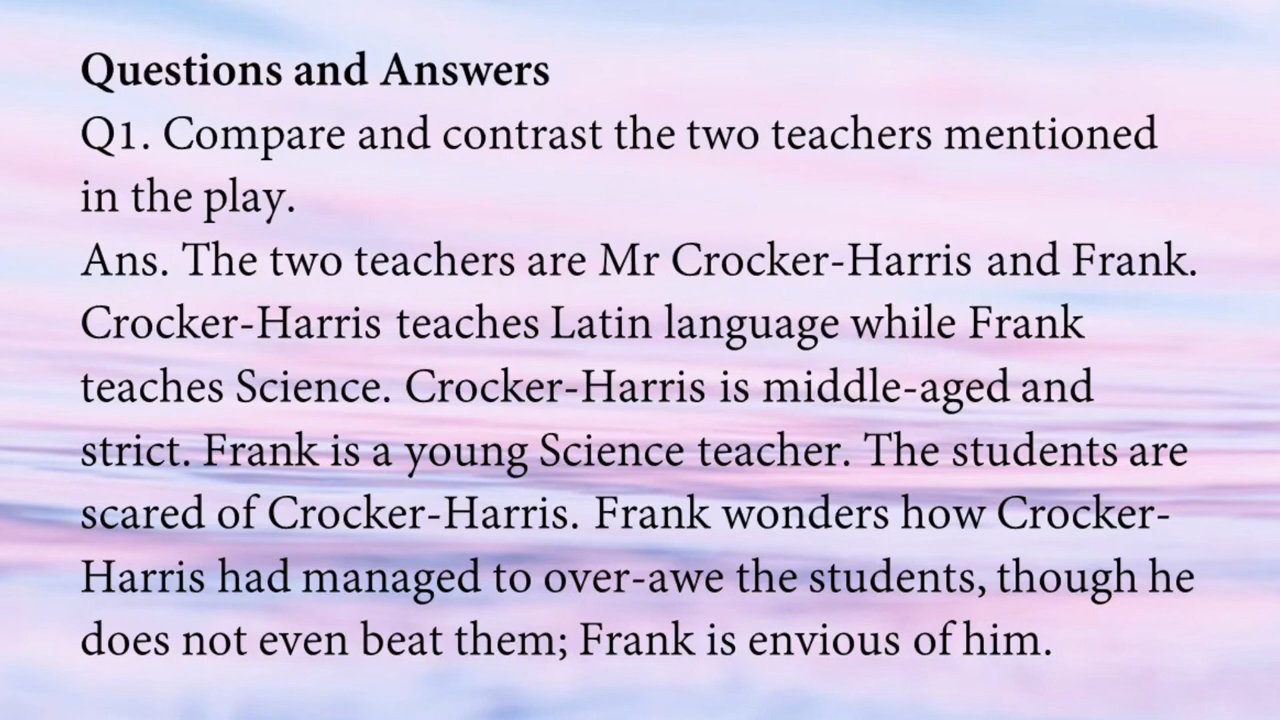 Questions and Answers
Q1. Compare and contrast the two teachers mentioned
in the play.
Ans. The two teachers are Mr Crocker-Harris and Frank.
Crocker-Harris teaches Latin language while Frank
teaches Science. Crocker-Harris is middle-aged and
strict. Frank is a young Science teacher. The students are
scared of Crocker-Harris. Frank wonders how Crocker-
Harris had managed to over-awe the students, though he
does not even beat them; Frank is envious of him.